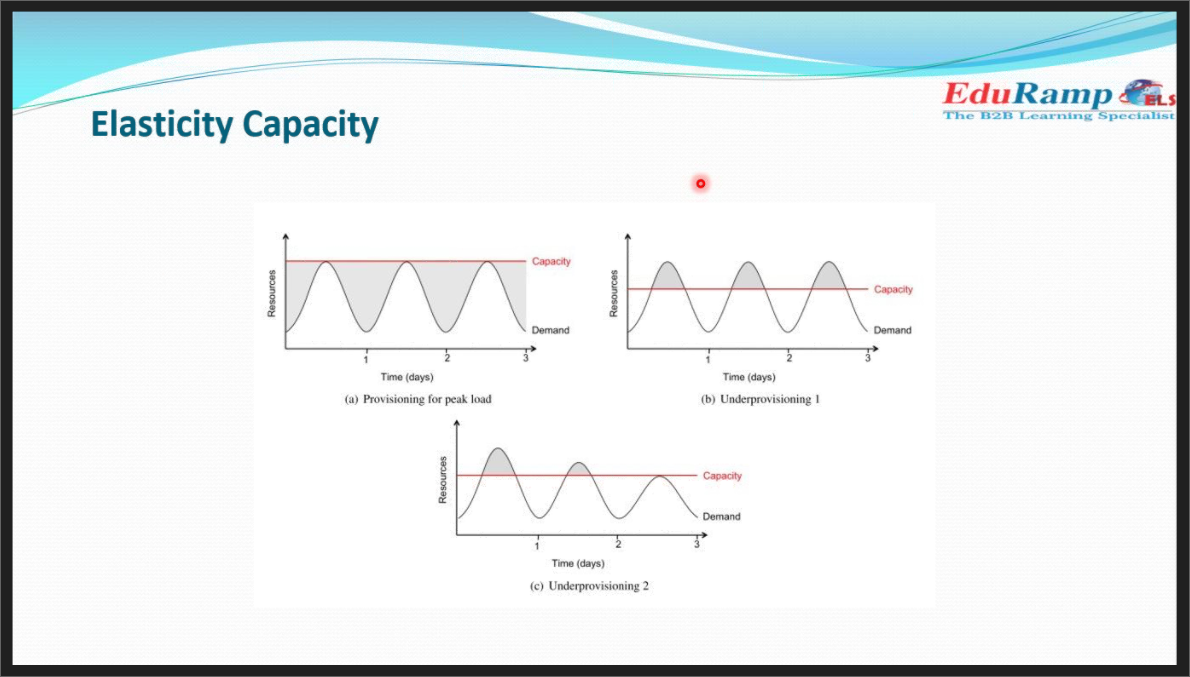 EduRamp ELS
The B2B Learning Specialist
Elasticity Capacity
Resources
Capacity
Demand
1 2 3
Time (days)
(a) Provisioning for peak load
Resources
Capacity
Demand
1 2 3
Time (days)
(b) Underprovisioning 1
Resources
Capacity
Demand
1 2 3
Time (days)
(c) Underprovisioning 2